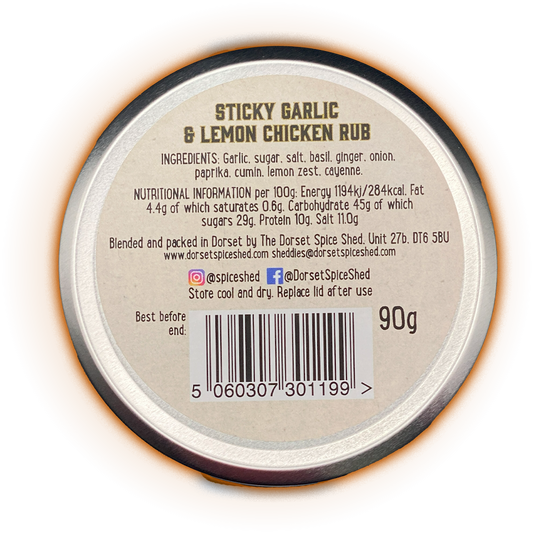 STICKY GARLIC
& LEMON CHICKEN RUB
INGREDIENTS: Garlic, sugar, salt, basil, ginger, onion,
paprika, cumin, lemon zest, cayenne.
NUTRITIONAL INFORMATION per 100g: Energy 1194kj/284kcal. Fat
4.4g of which saturates 0.6g. Carbohydrate 45g of which
sugars 29g. Protein 10g. Salt 11.0g
Blended and packed in Dorset by The Dorset Spice Shed. Unit 27b. DT6 5BU
www.dorsetspiceshed.com sheddies@dorsetspiceshed.com
@spiceshed @DorsetSpiceShed
Store cool and dry. Replace lid after use
Best before
end:
90g
5 060307 301199 >